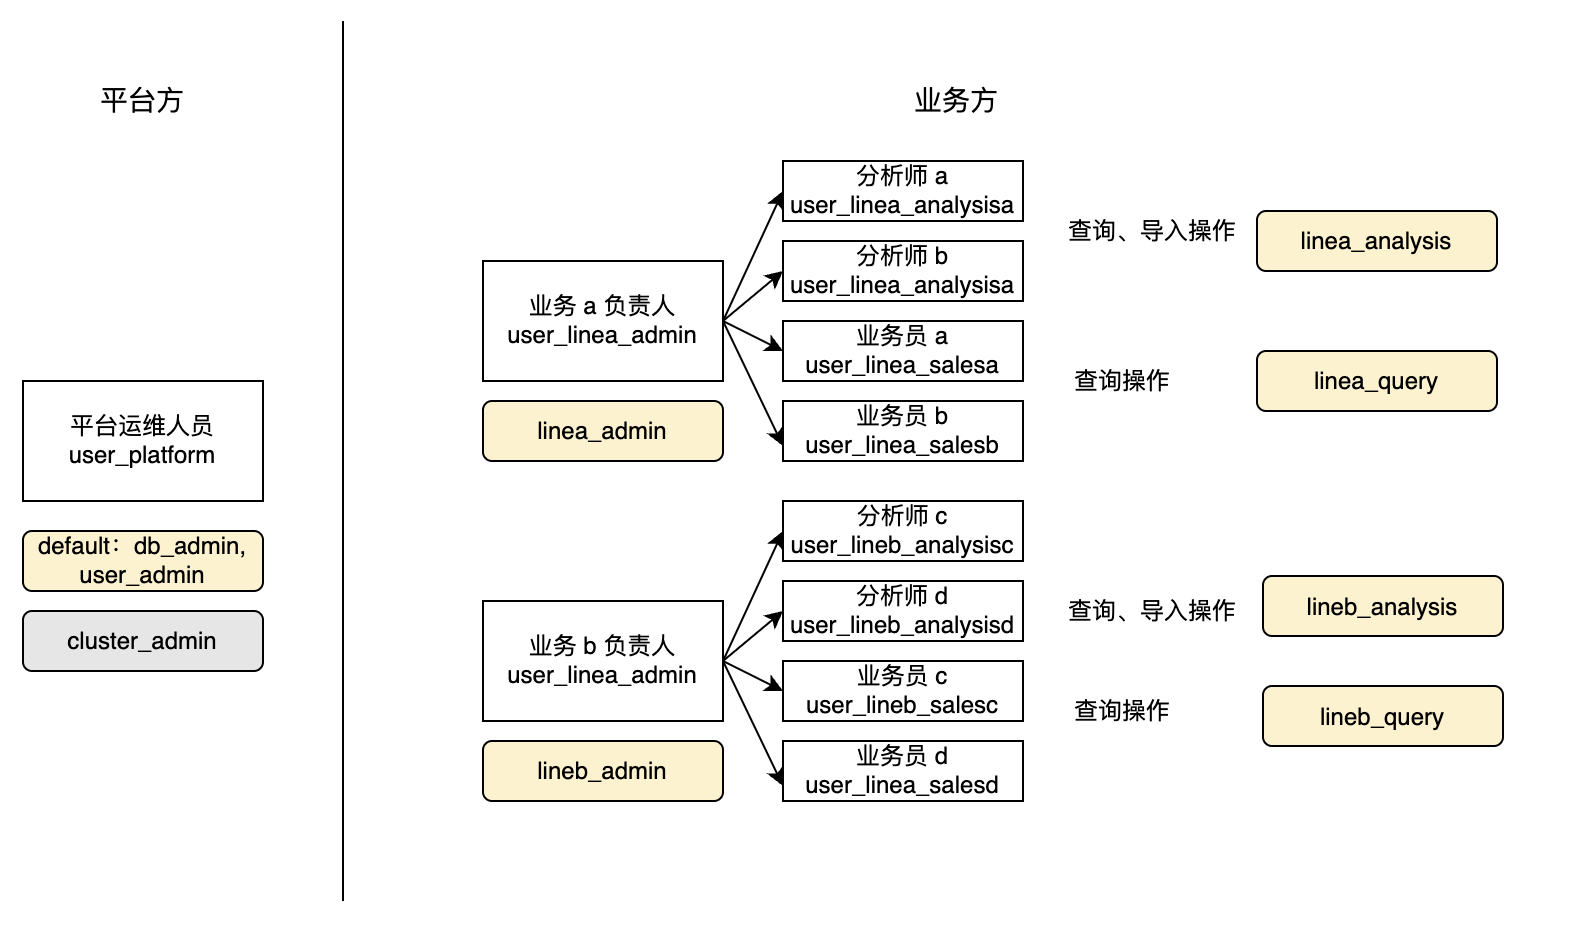 平台方
平台运维人员
user_platform
default：db_admin,
user_admin
cluster_admin
业务方
业务 a 负责人
user_linea_admin
linea_admin
分析师 a
user_linea_analysisa
分析师 b
user_linea_analysisa
业务员 a
user_linea_salesa
业务员 b
user_linea_salesb
查询、导入操作
linea_analysis
查询操作
linea_query
业务 b 负责人
user_linea_admin
lineb_admin
分析师 c
user_lineb_analysisc
分析师 d
user_lineb_analysisd
业务员 c
user_lineb_salesc
业务员 d
user_linea_salesd
查询、导入操作
lineb_analysis
查询操作
lineb_query